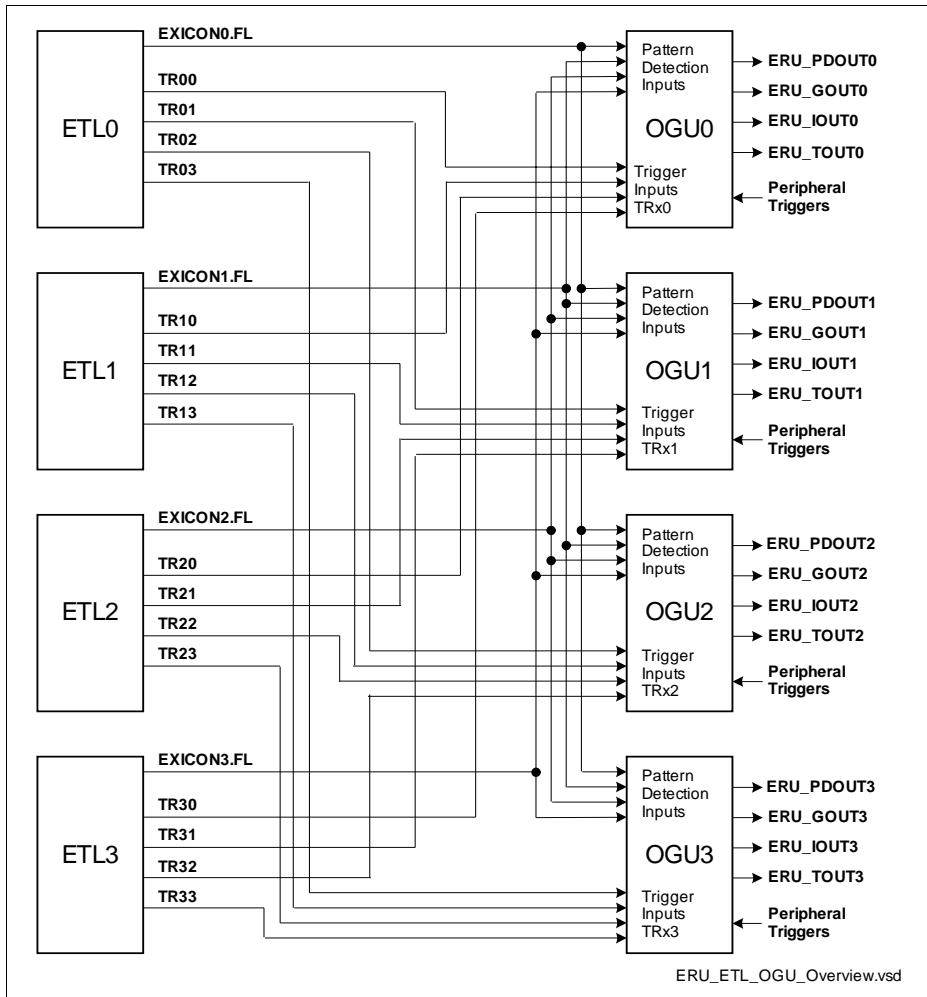 EXICON0.FL
TR00
TR01
TR02
TR03
ETL0
Pattern
Detection
Inputs
OGU0
Trigger
Inputs
TRx0
ERU_PDOUT0
ERU_GOUT0
ERU_IOUT0
ERU_TOUT0
Peripheral
Triggers
EXICON1.FL
TR10
TR11
TR12
TR13
ETL1
Pattern
Detection
Inputs
OGU1
Trigger
Inputs
TRx1
ERU_PDOUT1
ERU_GOUT1
ERU_IOUT1
ERU_TOUT1
Peripheral
Triggers
EXICON2.FL
TR20
TR21
TR22
TR23
ETL2
Pattern
Detection
Inputs
OGU2
Trigger
Inputs
TRx2
ERU_PDOUT2
ERU_GOUT2
ERU_IOUT2
ERU_TOUT2
Peripheral
Triggers
EXICON3.FL
TR30
TR31
TR32
TR33
ETL3
Pattern
Detection
Inputs
OGU3
Trigger
Inputs
TRx3
ERU_PDOUT3
ERU_GOUT3
ERU_IOUT3
ERU_TOUT3
Peripheral
Triggers
ERU_ETL_OGU_Overview.vsd